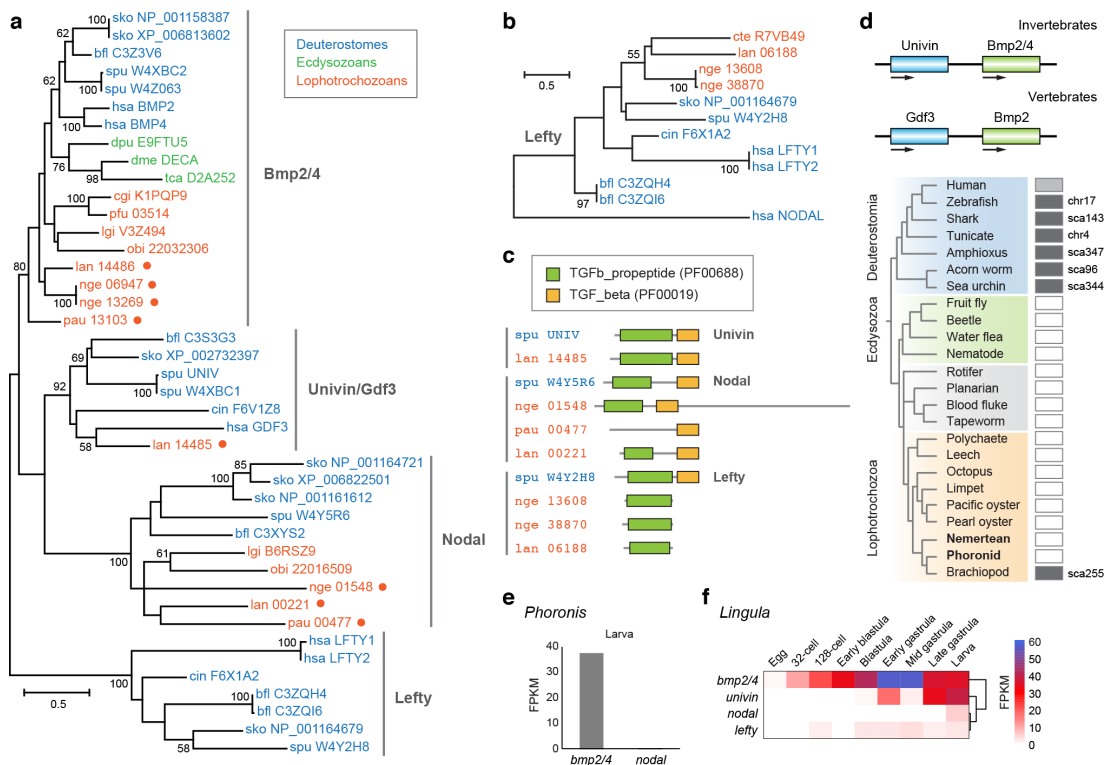 a
sko NP_001158387
sko XP_006813602
bfl C3Z3V6
spu W4XBC2
spu W4Z063
hsa BMP2
hsa BMP4
dpu E9FTU5
dme DECA
tca D2A252
cgi K1PQP9
pfu 03514
lgi V3Z494
obi 22032306
lan 14486
nge 06947
nge 13269
pau 13103
100
62
62
100
100
76
98
100
80
100
Bmp2/4
Deuterostomes
Ecdysozoans
Lophotrochozoans
bfl C3S3G3
sko XP_002732397
spu UNIV
spu W4XBC1
cin F6V1Z8
hsa GDF3
lan 14485
69
92
100
58
Univin/Gdf3
sko NP_001164721
sko XP_006822501
sko NP_001161612
spu W4Y5R6
bfl C3XYS2
lgi B6RSZ9
obi 22016509
nge 01548
lan 00221
pau 00477
85
100
61
100
Nodal
hsa LFTY1
hsa LFTY2
cin F6X1A2
bfl C3ZQH4
bfl C3ZQI6
sko NP_001164679
spu W4Y2H8
100
100
100
58
Lefty
0.5
b
cte R7VB49
lan 06188
nge 13608
nge 38870
sko NP_001164679
spu W4Y2H8
cin F6X1A2
hsa LFTY1
hsa LFTY2
bfl C3ZQH4
bfl C3ZQI6
hsa NODAL
55
100
100
97
0.5
Lefty
c
TGFb_propeptide (PF00688)
TGF_beta (PF00019)
spu UNIV
Univin
lan 14485
spu W4Y5R6
Nodal
nge 01548
pau 00477
lan 00221
spu W4Y2H8
Lefty
nge 13608
nge 38870
lan 06188
d
Invertebrates
Univin
Bmp2/4
Vertebrates
Gdf3
Bmp2
Deuterostomia
Human
Zebrafish
chr17
Shark
sca143
Tunicate
chr4
Amphioxus
sca347
Acorn worm
sca96
Sea urchin
sca344
Ecdysozoa
Fruit fly
Beetle
Water flea
Nematode
Rotifer
Planarian
Blood fluke
Tapeworm
Lophotrochozoa
Polychaete
Leech
Octopus
Limpet
Pacific oyster
Pearl oyster
Nemertean
Phoronid
Brachiopod
sca255
e
Phoronis
Larva
FPKM
40
30
20
10
0
bmp2/4
nodal
f
Lingula
Egg
32-cell
128-cell
Early blastula
Blastula
Early gastrula
Mid gastrula
Late gastrula
Larva
bmp2/4
univin
nodal
lefty
FPKM
60
50
40
30
20
10
0